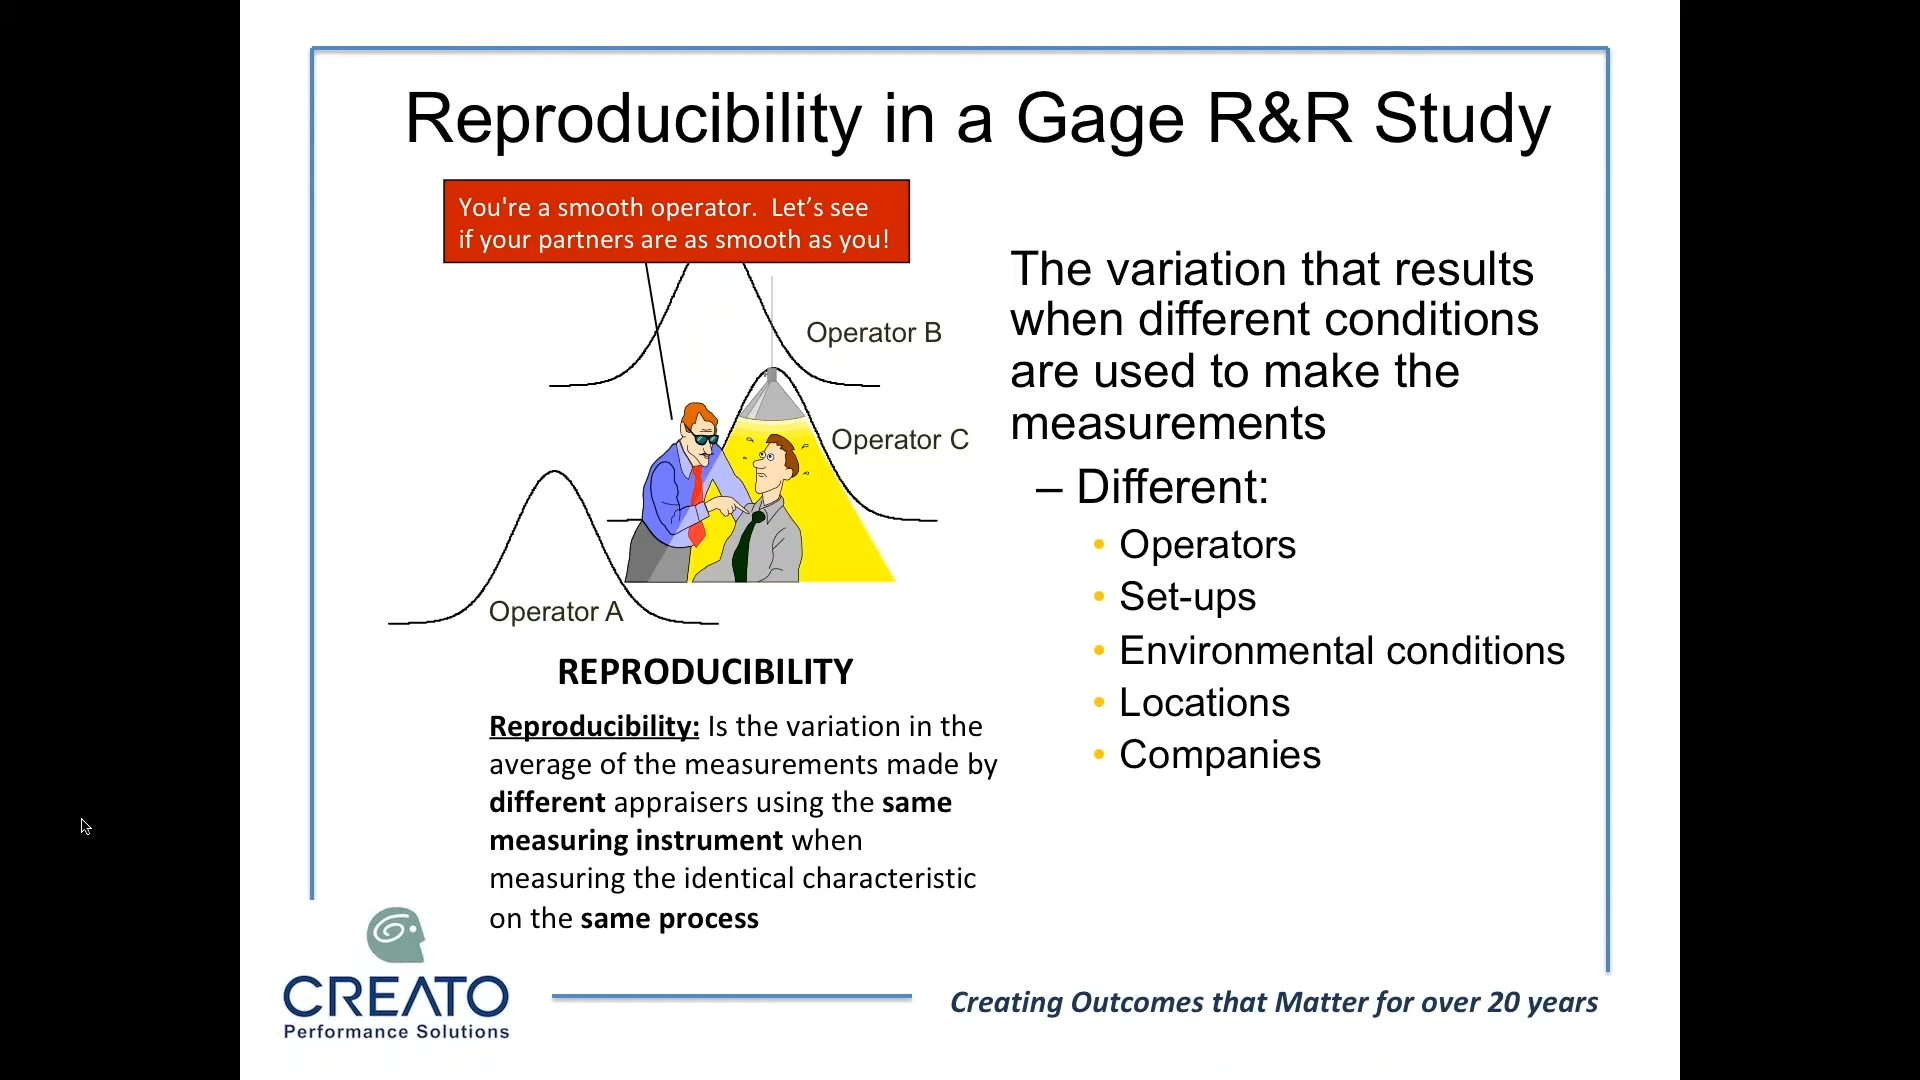 Reproducibility in a Gage R&R Study
You're a smooth operator.  Let’s see
if your partners are as smooth as you!
Operator B
Operator C
Operator A
REPRODUCIBILITY
Reproducibility: Is the variation in the
average of the measurements made by
different appraisers using the same
measuring instrument when
measuring the identical characteristic
on the same process
The variation that results
when different conditions
are used to make the
measurements
– Different:
• Operators
• Set-ups
• Environmental conditions
• Locations
• Companies
CREATO
Performance Solutions
Creating Outcomes that Matter for over 20 years